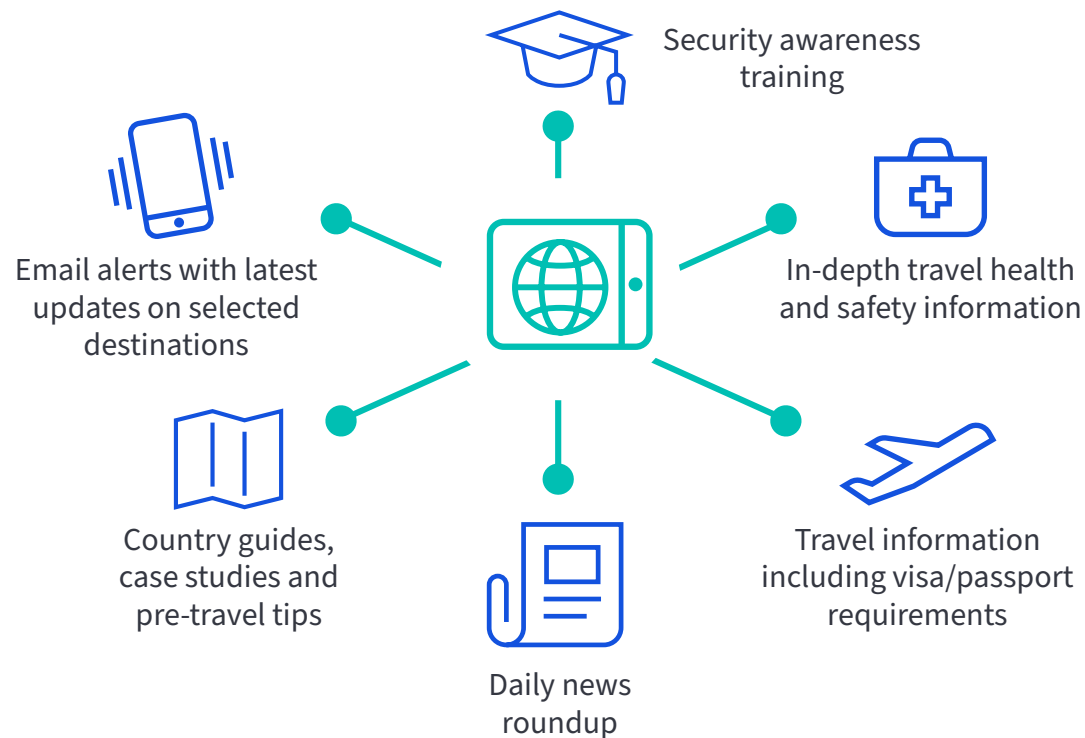 Security awareness
training
Email alerts with latest
updates on selected
destinations
In-depth travel health
and safety information
Country guides,
case studies and
pre-travel tips
Travel information
including visa/passport
requirements
Daily news
roundup